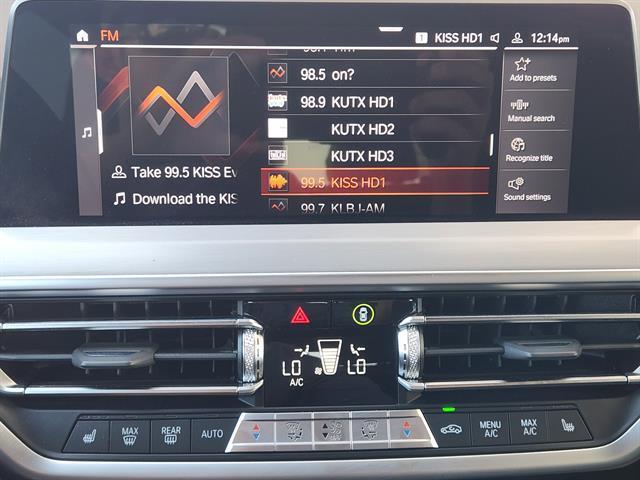 FM
1 KISS HD1 12:14pm
98.5 on?
98.9 KUTX HD1
KUTX HD2
KUTX HD3
99.5 KISS HD1
99.7 KLBJ-AM
Take 99.5 KISS Ev
Download the KIS
Add to presets
Manual search
Recognize title
Sound settings
LO LO
A/C
MAX
REAR
AUTO
MENU
A/C
MAX
A/C